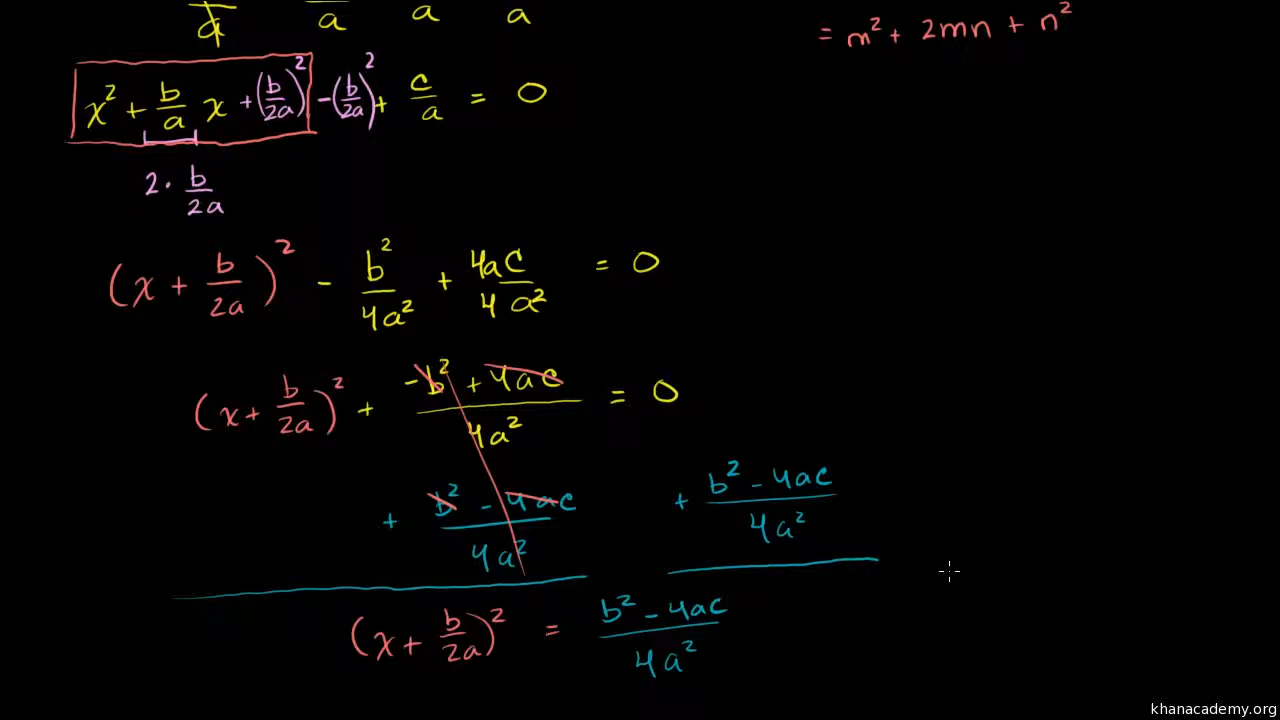 a a a a
= m² + 2mn + n²
x² + b/a x + (b/2a)² - (b/2a)² + c/a = 0
2 · b/2a
(x + b/2a)² - b²/4a² + 4ac/4a² = 0
(x + b/2a)² + -b² + 4ac/4a² = 0
+ b² - 4ac/4a² + b² - 4ac/4a²
(x + b/2a)² = b² - 4ac/4a²
khanacademy.org